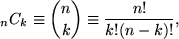 ₙCₖ ≡ (n k) ≡ n! / k!(n − k)!,